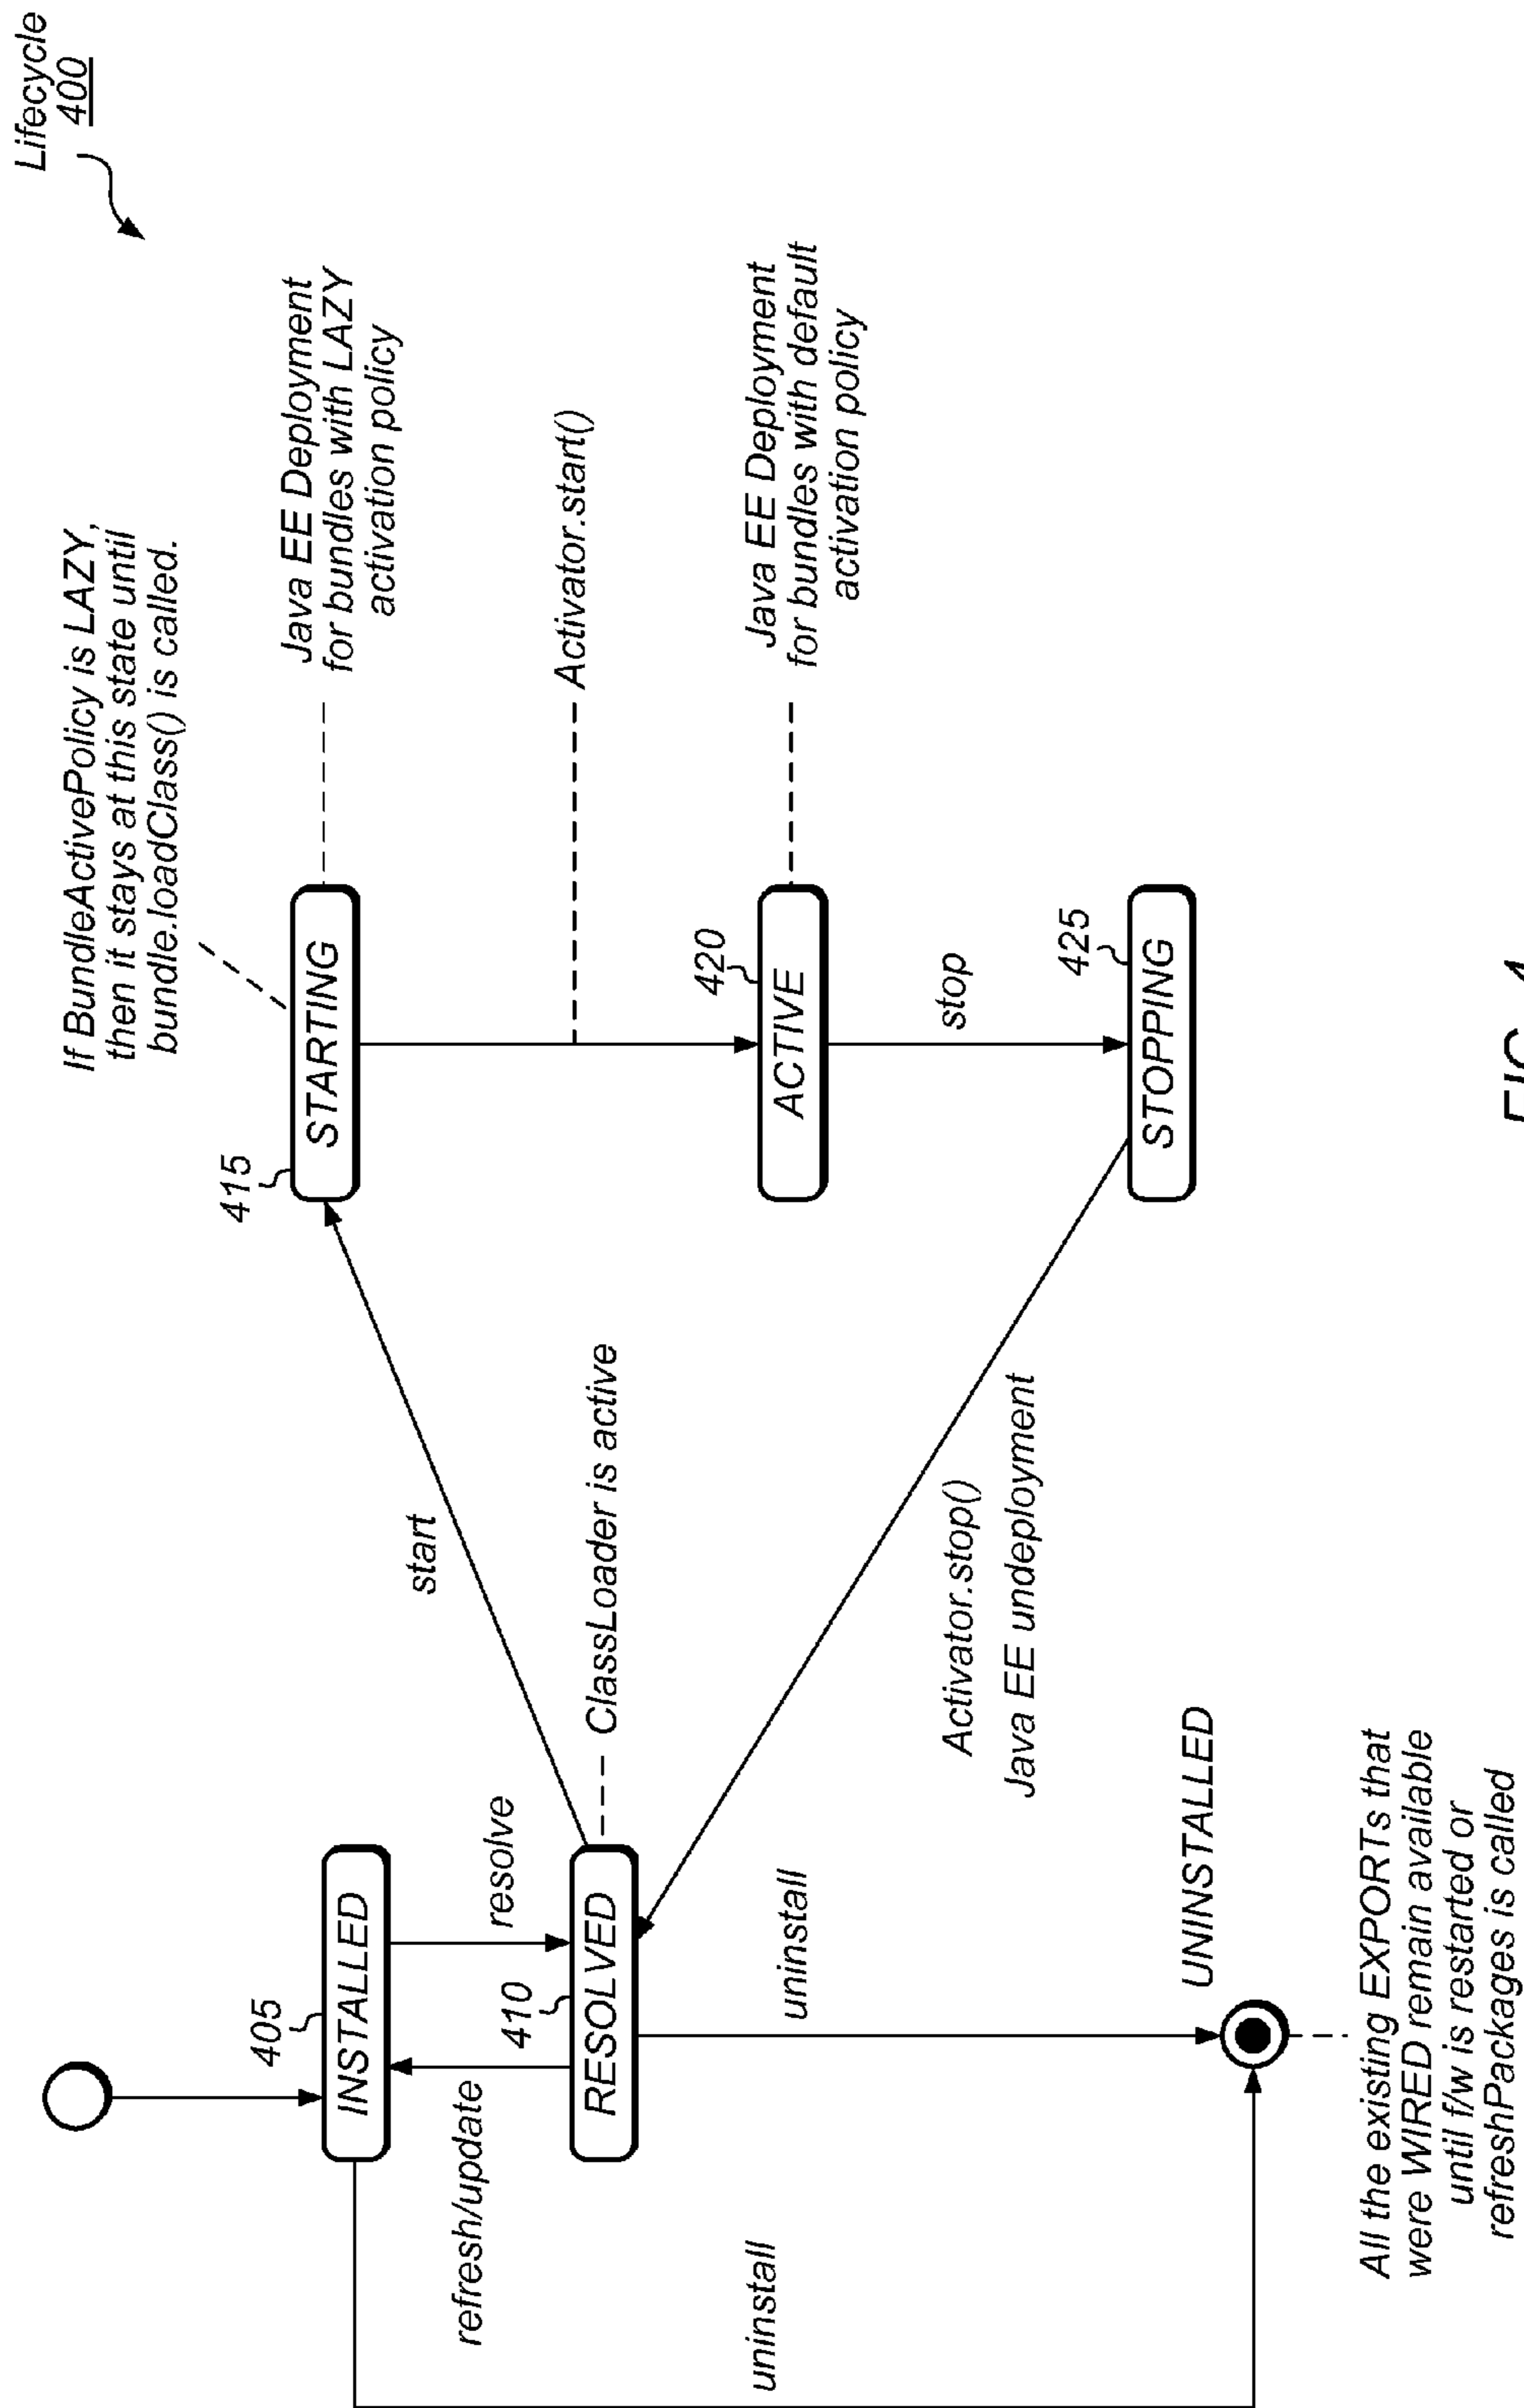 Lifecycle
400
If BundleActivePolicy is LAZY,
then it stays at this state until
bundle.loadClass() is called.
405
INSTALLED
415
STARTING
Java EE Deployment
for bundles with LAZY
activation policy
refresh/update
resolve
start
Activator.start()
410
RESOLVED
ClassLoader is active
420
ACTIVE
Java EE Deployment
for bundles with default
activation policy
uninstall
uninstall
Activator.stop()
Java EE undeployment
stop
425
STOPPING
UNINSTALLED
All the existing EXPORTs that
were WIRED remain available
until f/w is restarted or
refreshPackages is called